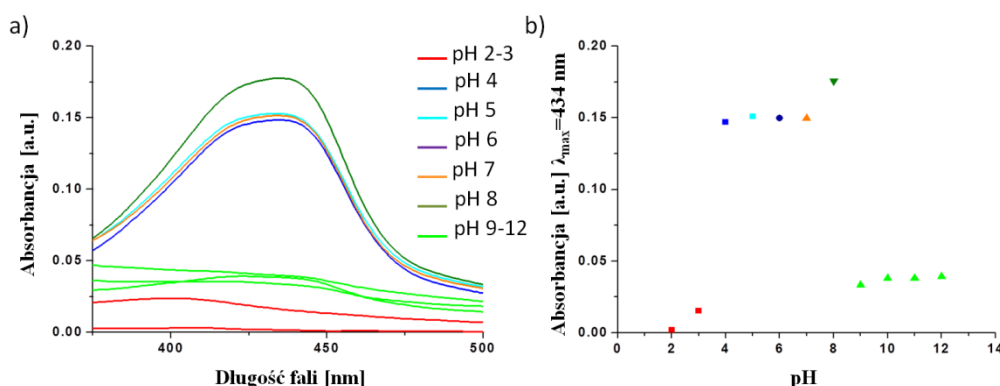 a)
Absorbancja [a.u.]
0.20
0.15
0.10
0.05
0.00
400
450
500
Długość fali [nm]
pH 2-3
pH 4
pH 5
pH 6
pH 7
pH 8
pH 9-12
b)
Absorbancja [a.u.] λmax=434 nm
0.20
0.15
0.10
0.05
0.00
0
2
4
6
8
10
12
14
pH